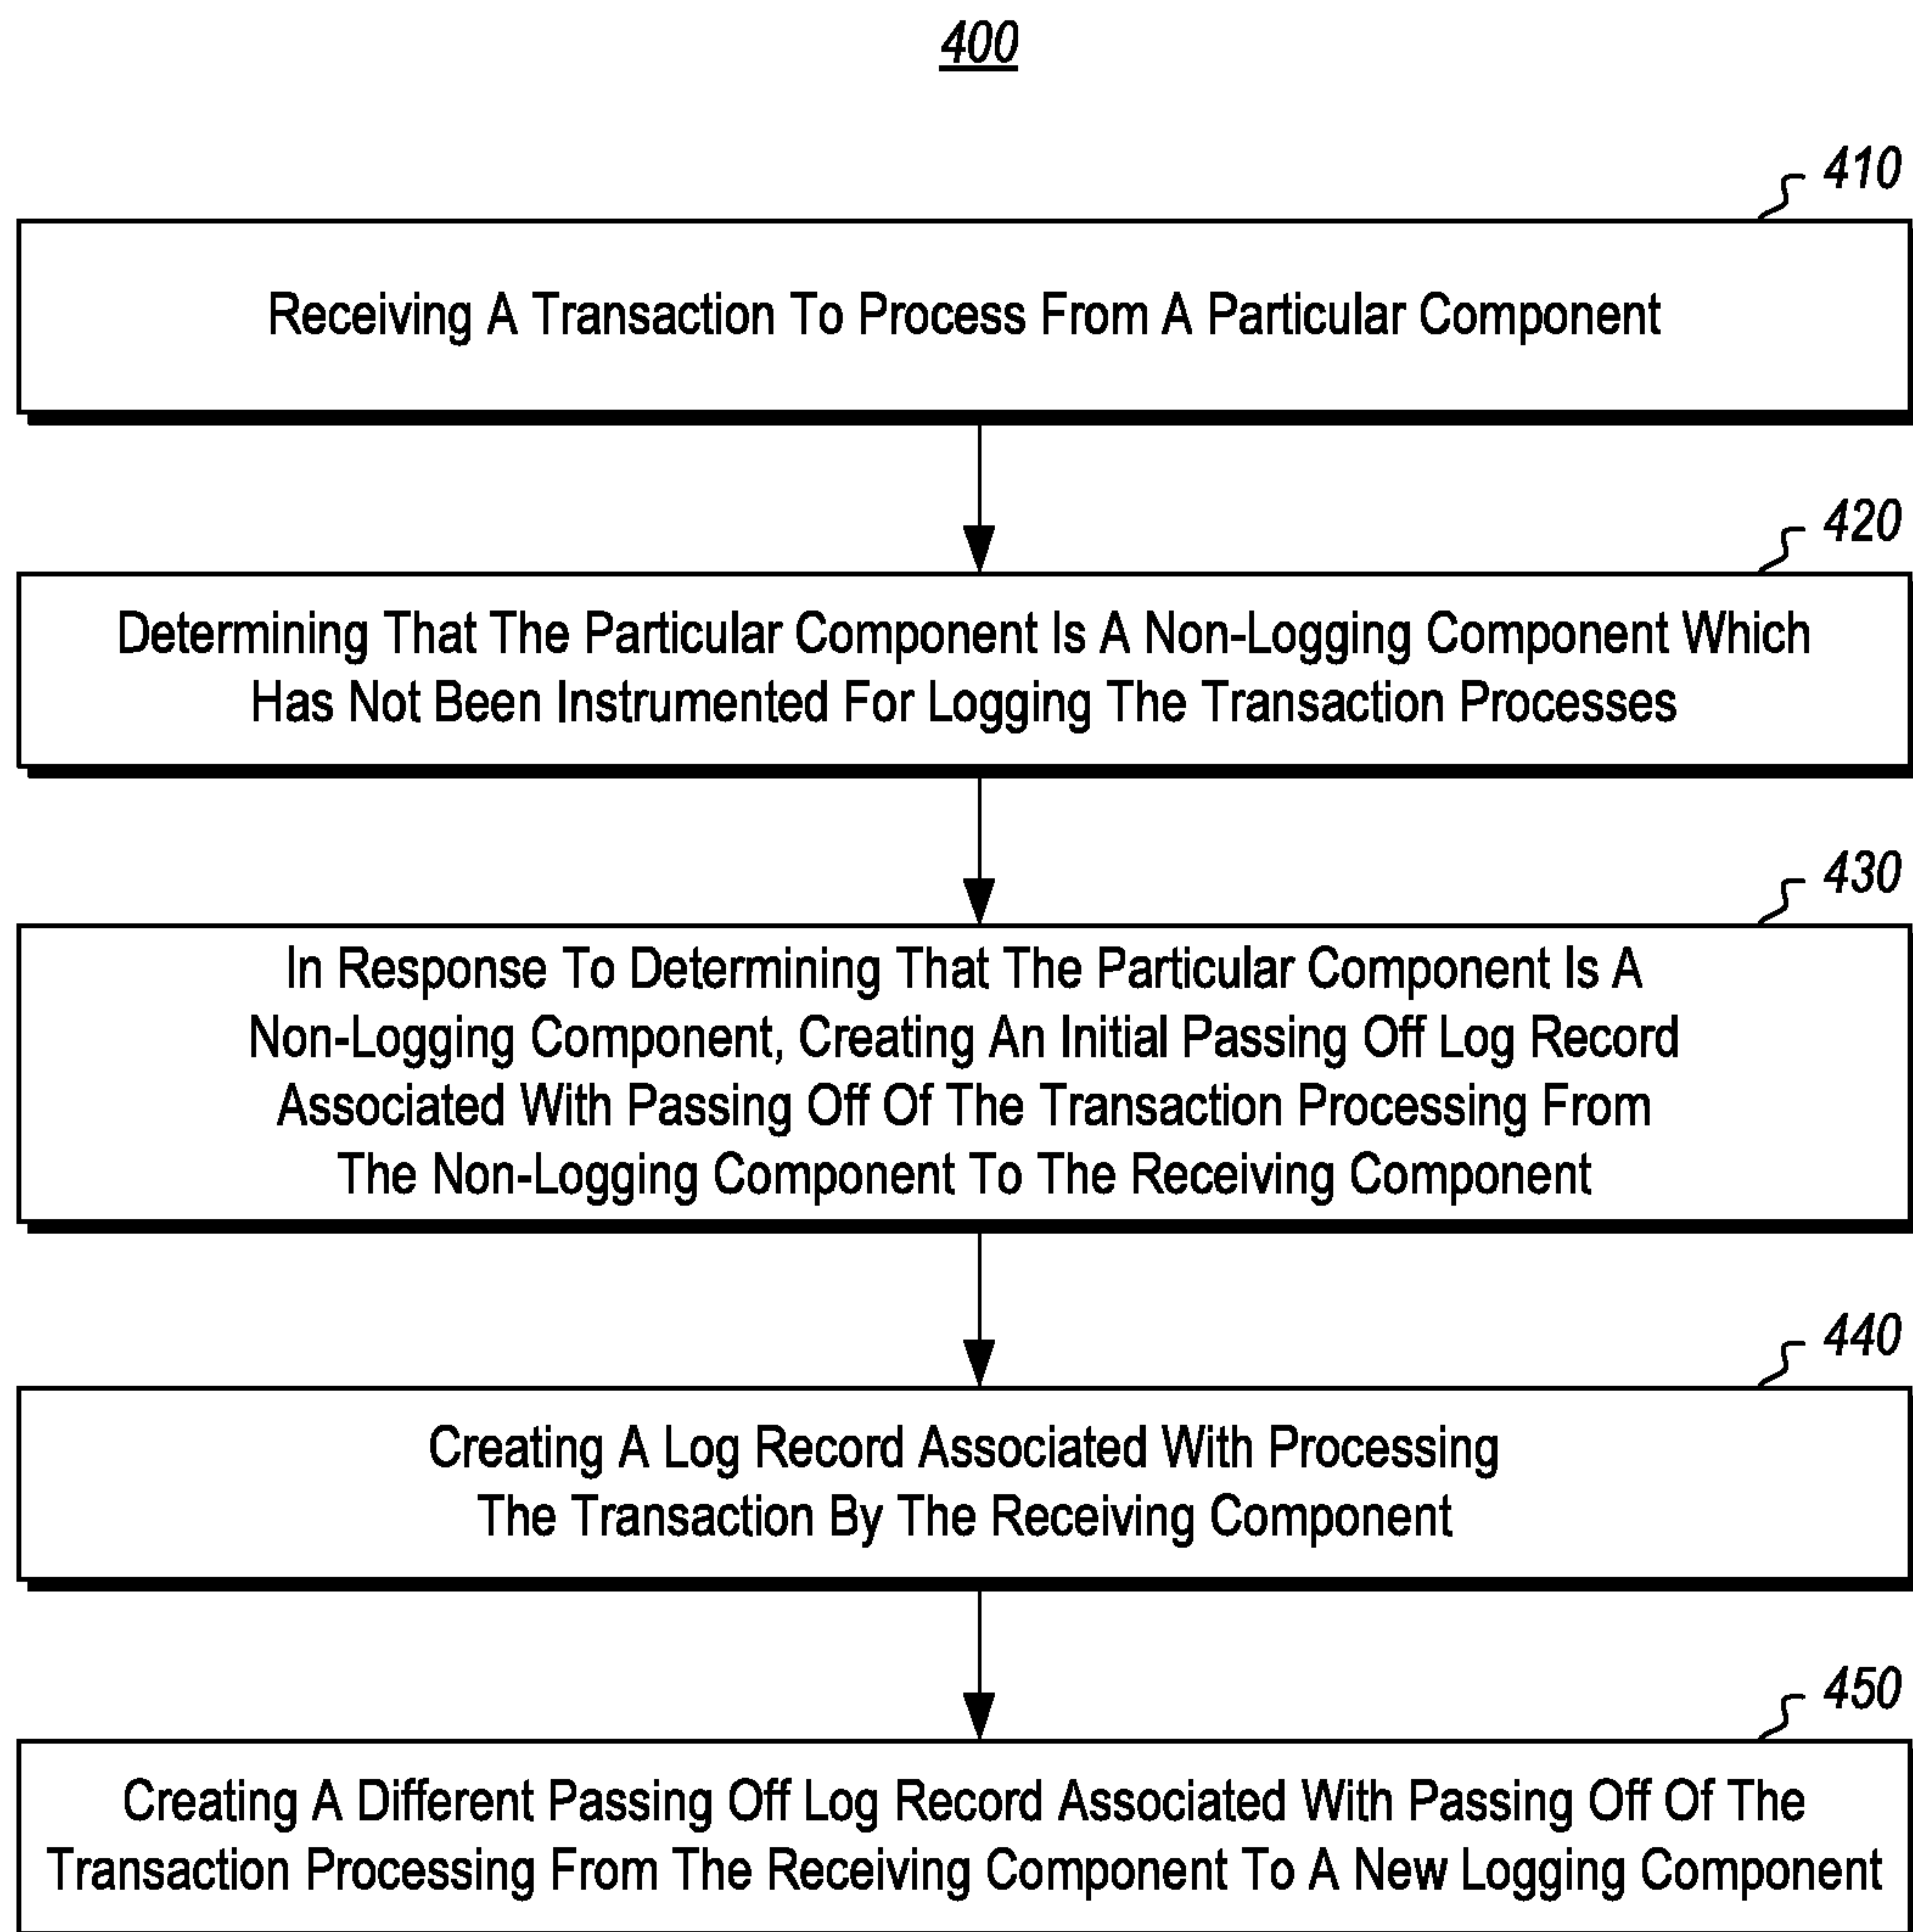 400
410
Receiving A Transaction To Process From A Particular Component
420
Determining That The Particular Component Is A Non-Logging Component Which
Has Not Been Instrumented For Logging The Transaction Processes
430
In Response To Determining That The Particular Component Is A
Non-Logging Component, Creating An Initial Passing Off Log Record
Associated With Passing Off Of The Transaction Processing From
The Non-Logging Component To The Receiving Component
440
Creating A Log Record Associated With Processing
The Transaction By The Receiving Component
450
Creating A Different Passing Off Log Record Associated With Passing Off Of The
Transaction Processing From The Receiving Component To A New Logging Component